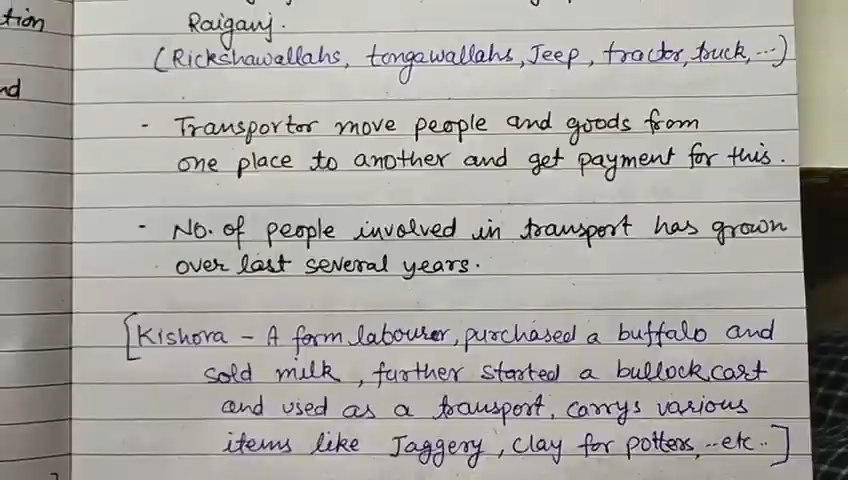 tion
nd
Raiganj.
(Rickshawallahs, tongawallahs, Jeep, tractor, truck, ...)
- Transportor move people and goods from
one place to another and get payment for this.
- No. of people involved in transport has grown
over last several years.
[Kishora - A farm labourer, purchased a buffalo and
sold milk, further started a bullock cart
and used as a transport, carrys various
items like Jaggery, clay for potters, ..etc..]